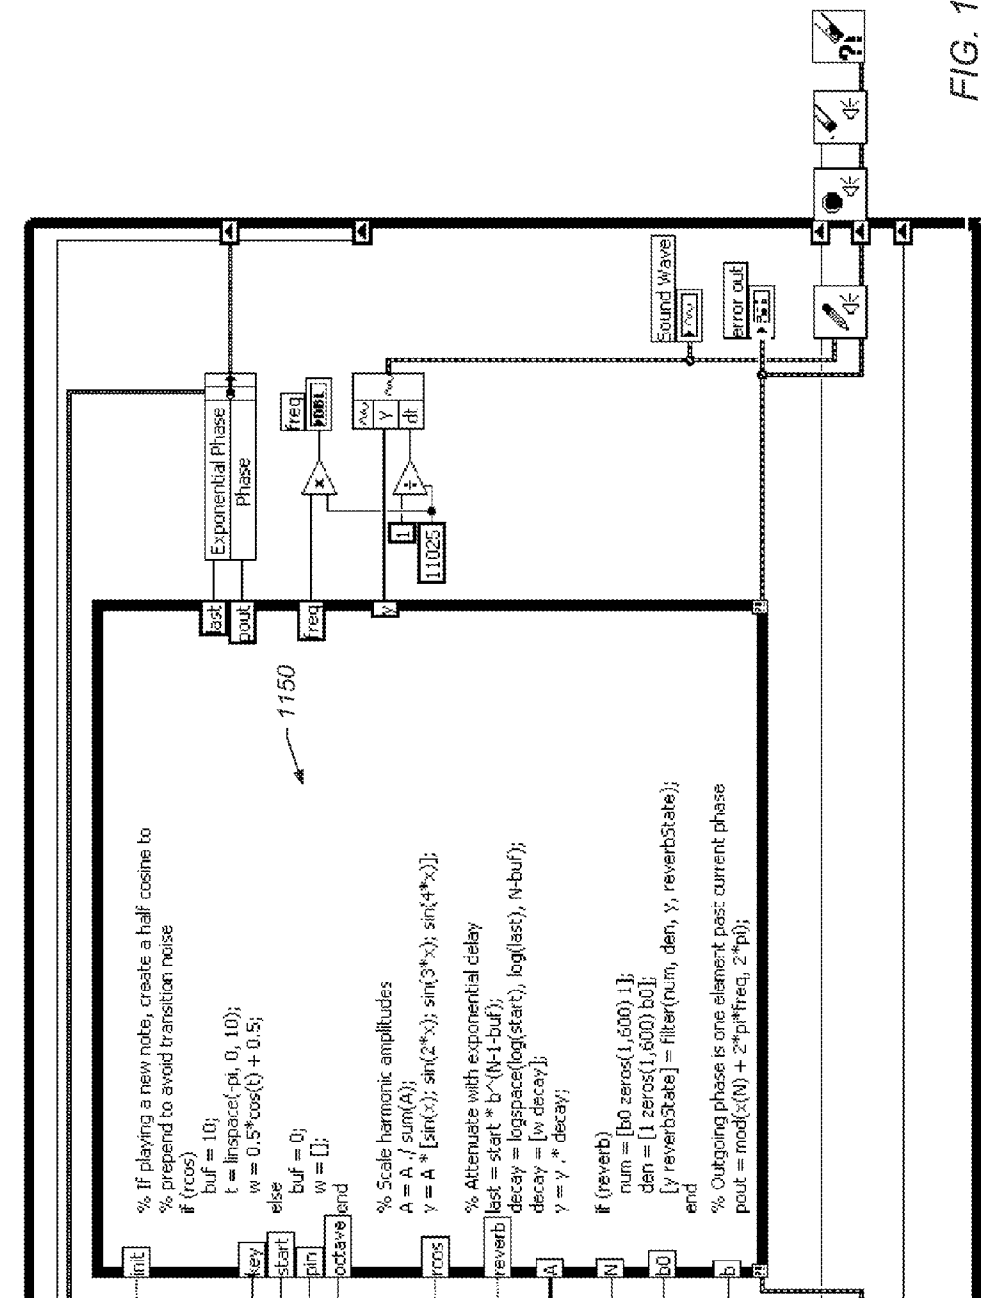 FIG. 1
?!
Sound Wave
error out
Exponential Phase
Phase
freq
DBL
Y
dt
x
÷
1
11025
last
pout
freq
y
1150
% If playing a new note, create a half cosine to
% prepend to avoid transition noise
if (rcos)
buf = 10;
t = linspace(-pi, 0, 10);
w = 0.5*cos(t) + 0.5;
else
buf = 0;
w = [];
end
% Scale harmonic amplitudes
A = A ./ sum(A);
y = A * [sin(x); sin(2*x); sin(3*x); sin(4*x)];
% Attenuate with exponential delay
last = start * b^(N-1-buf);
decay = logspace(log(start), log(last), N-buf);
decay = [w decay];
y = y .* decay;
if (reverb)
num = [b0 zeros(1,600) 1];
den = [1 zeros(1,600) b0];
[y reverbState] = filter(num, den, y, reverbState);
end
% Outgoing phase is one element past current phase
pout = mod(x(N) + 2*pi*freq, 2*pi);
init
key
start
pin
octave
rcos
reverb
A
N
b0
b